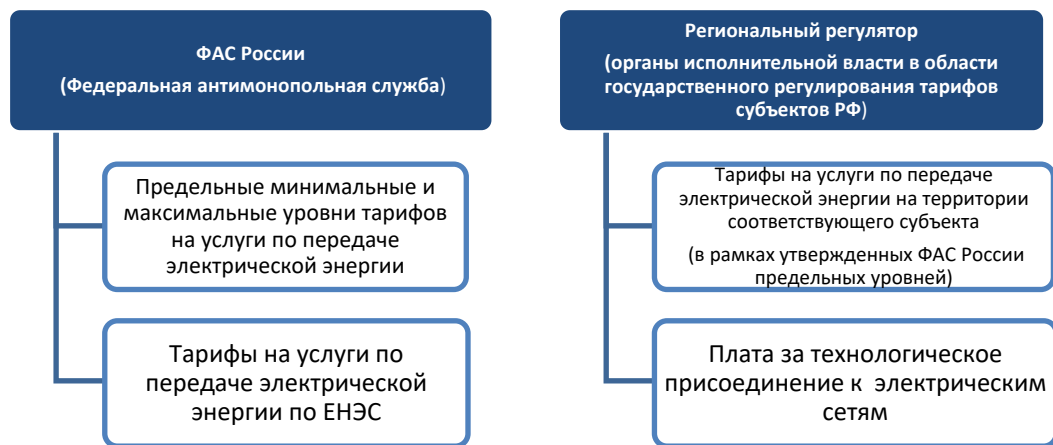 ФАС России
(Федеральная антимонопольная служба)
Предельные минимальные и
максимальные уровни тарифов
на услуги по передаче
электрической энергии
Тарифы на услуги по
передаче электрической
энергии по ЕНЭС
Региональный регулятор
(органы исполнительной власти в области
государственного регулирования тарифов
субъектов РФ)
Тарифы на услуги по передаче
электрической энергии на территории
соответствующего субъекта
(в рамках утвержденных ФАС России
предельных уровней)
Плата за технологическое
присоединение к электрическим
сетям